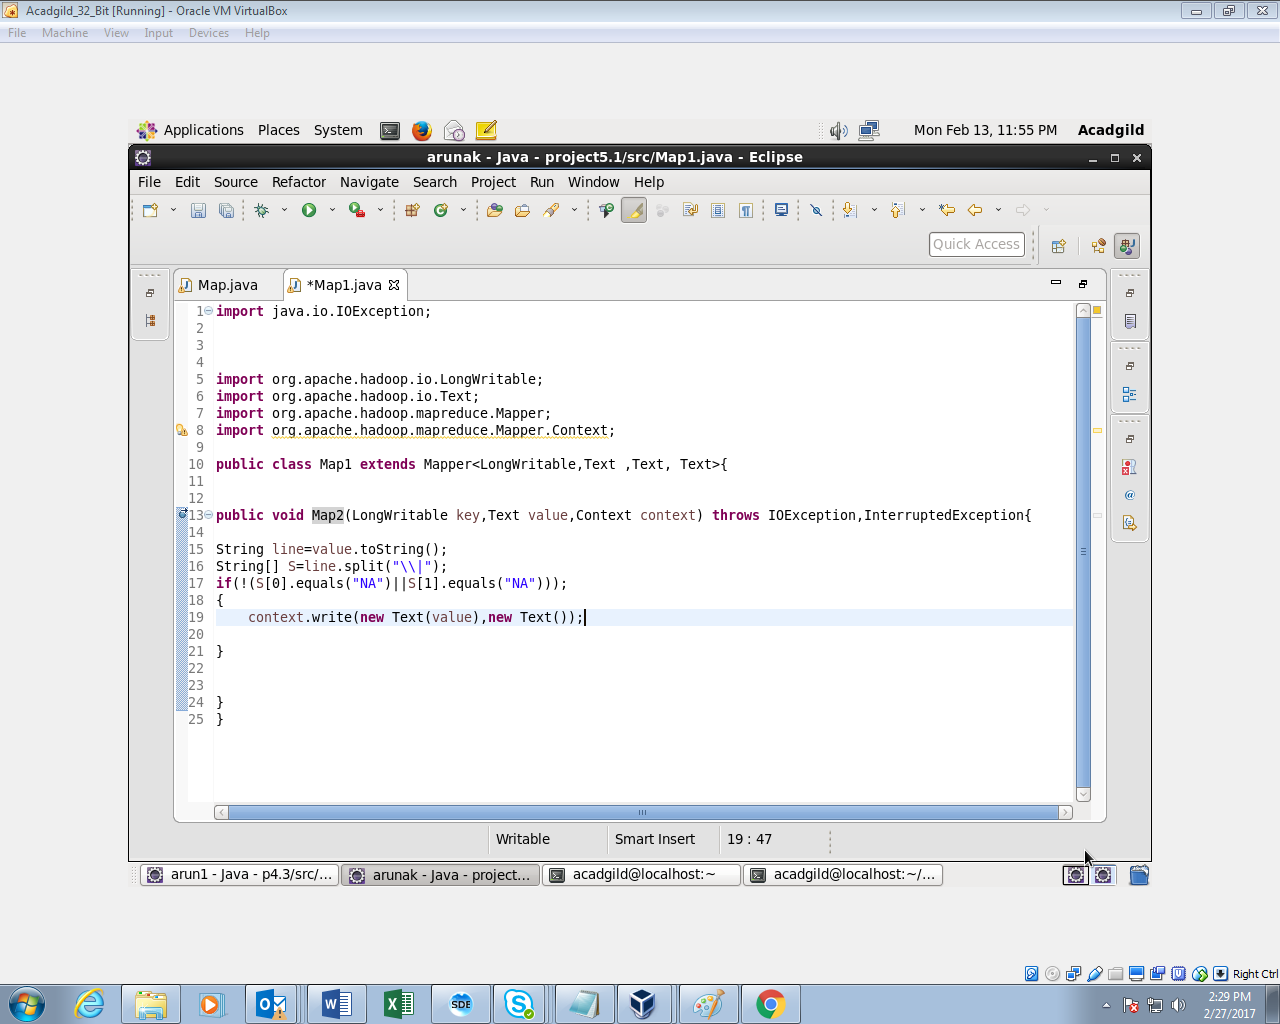 Acadgild_32_Bit [Running] - Oracle VM VirtualBox
File Machine View Input Devices Help
Applications Places System Mon Feb 13, 11:55 PM Acadgild
arunak - Java - project5.1/src/Map1.java - Eclipse
File Edit Source Refactor Navigate Search Project Run Window Help
Quick Access
Map.java *Map1.java
1 import java.io.IOException;
2
3
4
5 import org.apache.hadoop.io.LongWritable;
6 import org.apache.hadoop.io.Text;
7 import org.apache.hadoop.mapreduce.Mapper;
8 import org.apache.hadoop.mapreduce.Mapper.Context;
9
10 public class Map1 extends Mapper<LongWritable,Text ,Text, Text>{
11
12
13 public void Map2(LongWritable key,Text value,Context context) throws IOException,InterruptedException{
14
15 String line=value.toString();
16 String[] S=line.split("\\|");
17 if(!(S[0].equals("NA")||S[1].equals("NA")));
18 {
19     context.write(new Text(value),new Text());
20
21 }
22
23
24 }
25 }
Writable Smart Insert 19 : 47
arun1 - Java - p4.3/src/... arunak - Java - project... acadgild@localhost:~ acadgild@localhost:~/...
Right Ctrl
SDE
2:29 PM
2/27/2017